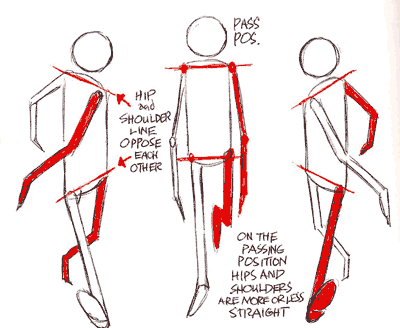 PASS
POS.
HIP
and
SHOULDER
LINE
OPPOSE
EACH
OTHER
ON THE
PASSING
POSITION
HIPS AND
SHOULDERS
ARE MORE OR LESS
STRAIGHT